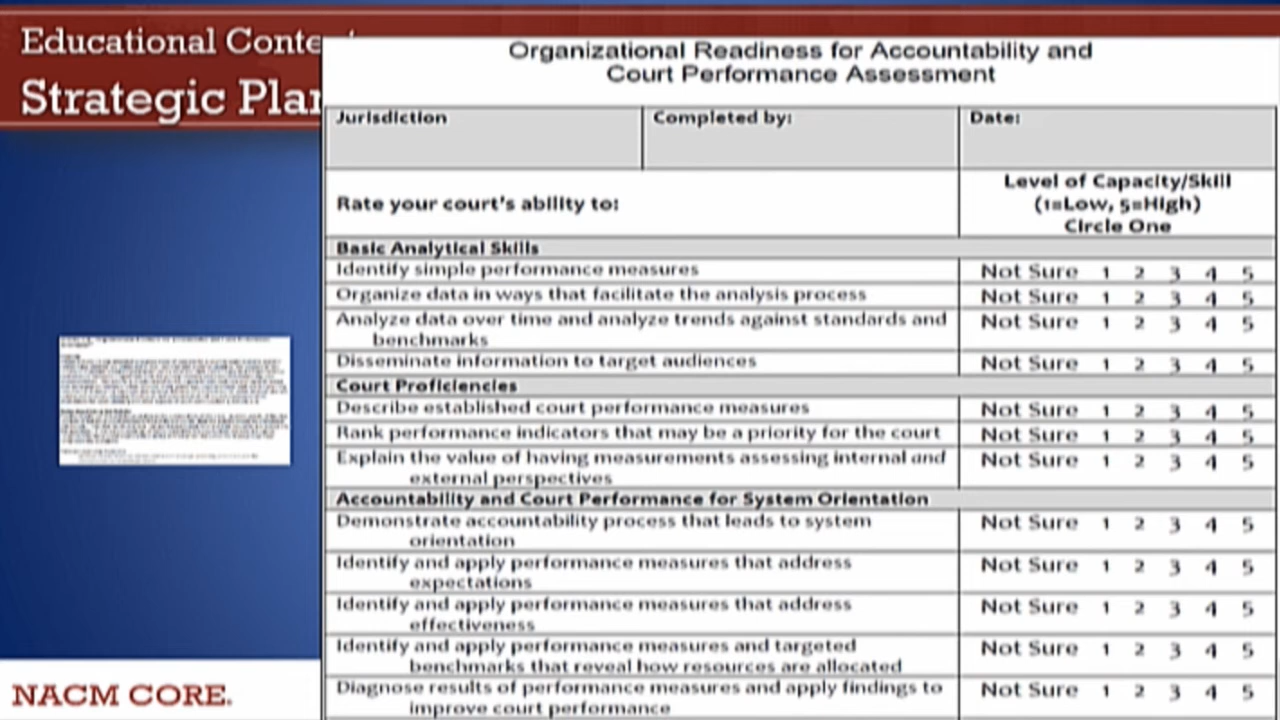 Educational Conte
Strategic Plan
Organizational Readiness for Accountability and
Court Performance Assessment
Jurisdiction
Completed by:
Date:
Rate your court's ability to:
Level of Capacity/Skill
(1=Low, 5=High)
Circle One
Basic Analytical Skills
Identify simple performance measures
Not Sure 1 2 3 4 5
Organize data in ways that facilitate the analysis process
Not Sure 1 2 3 4 5
Analyze data over time and analyze trends against standards and
benchmarks
Not Sure 1 2 3 4 5
Disseminate information to target audiences
Not Sure 1 2 3 4 5
Court Proficiencies
Describe established court performance measures
Not Sure 1 2 3 4 5
Rank performance indicators that may be a priority for the court
Not Sure 1 2 3 4 5
Explain the value of having measurements assessing internal and
external perspectives
Not Sure 1 2 3 4 5
Accountability and Court Performance for System Orientation
Demonstrate accountability process that leads to system
orientation
Not Sure 1 2 3 4 5
Identify and apply performance measures that address
expectations
Not Sure 1 2 3 4 5
Identify and apply performance measures that address
effectiveness
Not Sure 1 2 3 4 5
Identify and apply performance measures and targeted
benchmarks that reveal how resources are allocated
Not Sure 1 2 3 4 5
Diagnose results of performance measures and apply findings to
improve court performance
Not Sure 1 2 3 4 5
NACM CORE.